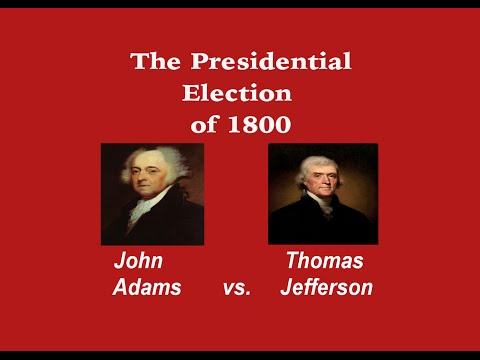 The Presidential
Election
of 1800
John Thomas
Adams vs. Jefferson